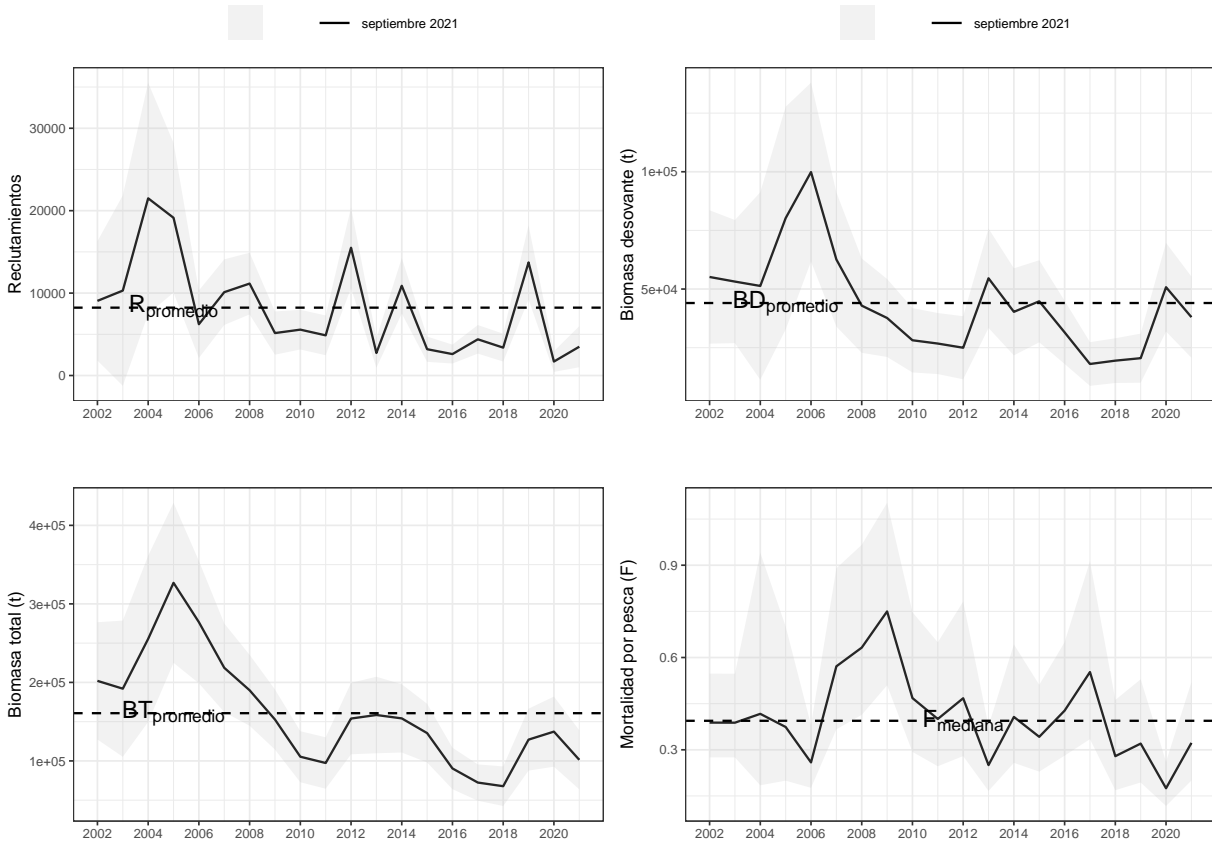 septiembre 2021
septiembre 2021
Reclutamientos
30000
20000
10000
0
R promedio
2002 2004 2006 2008 2010 2012 2014 2016 2018 2020
Biomasa desovante (t)
1e+05
5e+04
BD promedio
2002 2004 2006 2008 2010 2012 2014 2016 2018 2020
Biomasa total (t)
4e+05
3e+05
2e+05
1e+05
BT promedio
2002 2004 2006 2008 2010 2012 2014 2016 2018 2020
Mortalidad por pesca (F)
0.9
0.6
0.3
F mediana
2002 2004 2006 2008 2010 2012 2014 2016 2018 2020